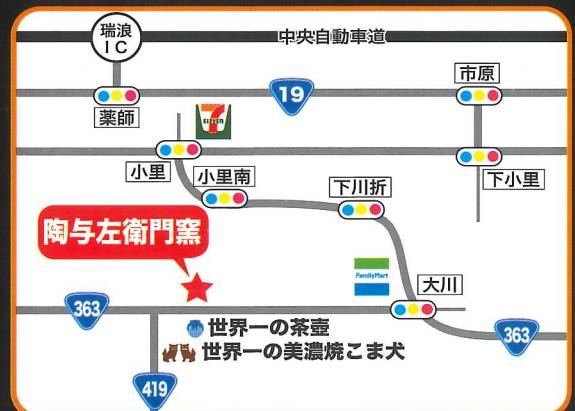 瑞浪
IC
中央自動車道
市原
19
薬師
7
ELEVEN
小里
小里南
下川折
下小里
陶与左衛門窯
FamilyMart
大川
363
世界一の茶壺
363
世界一の美濃焼こま犬
419